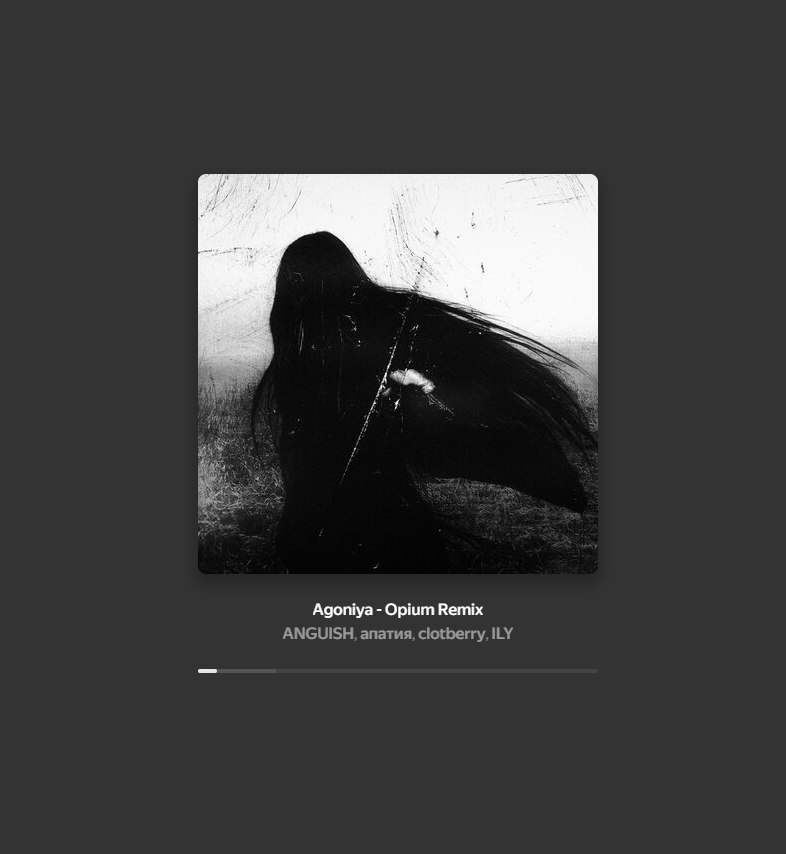 Agoniya - Opium Remix
ANGUISH, апатия, clotberry, ILY